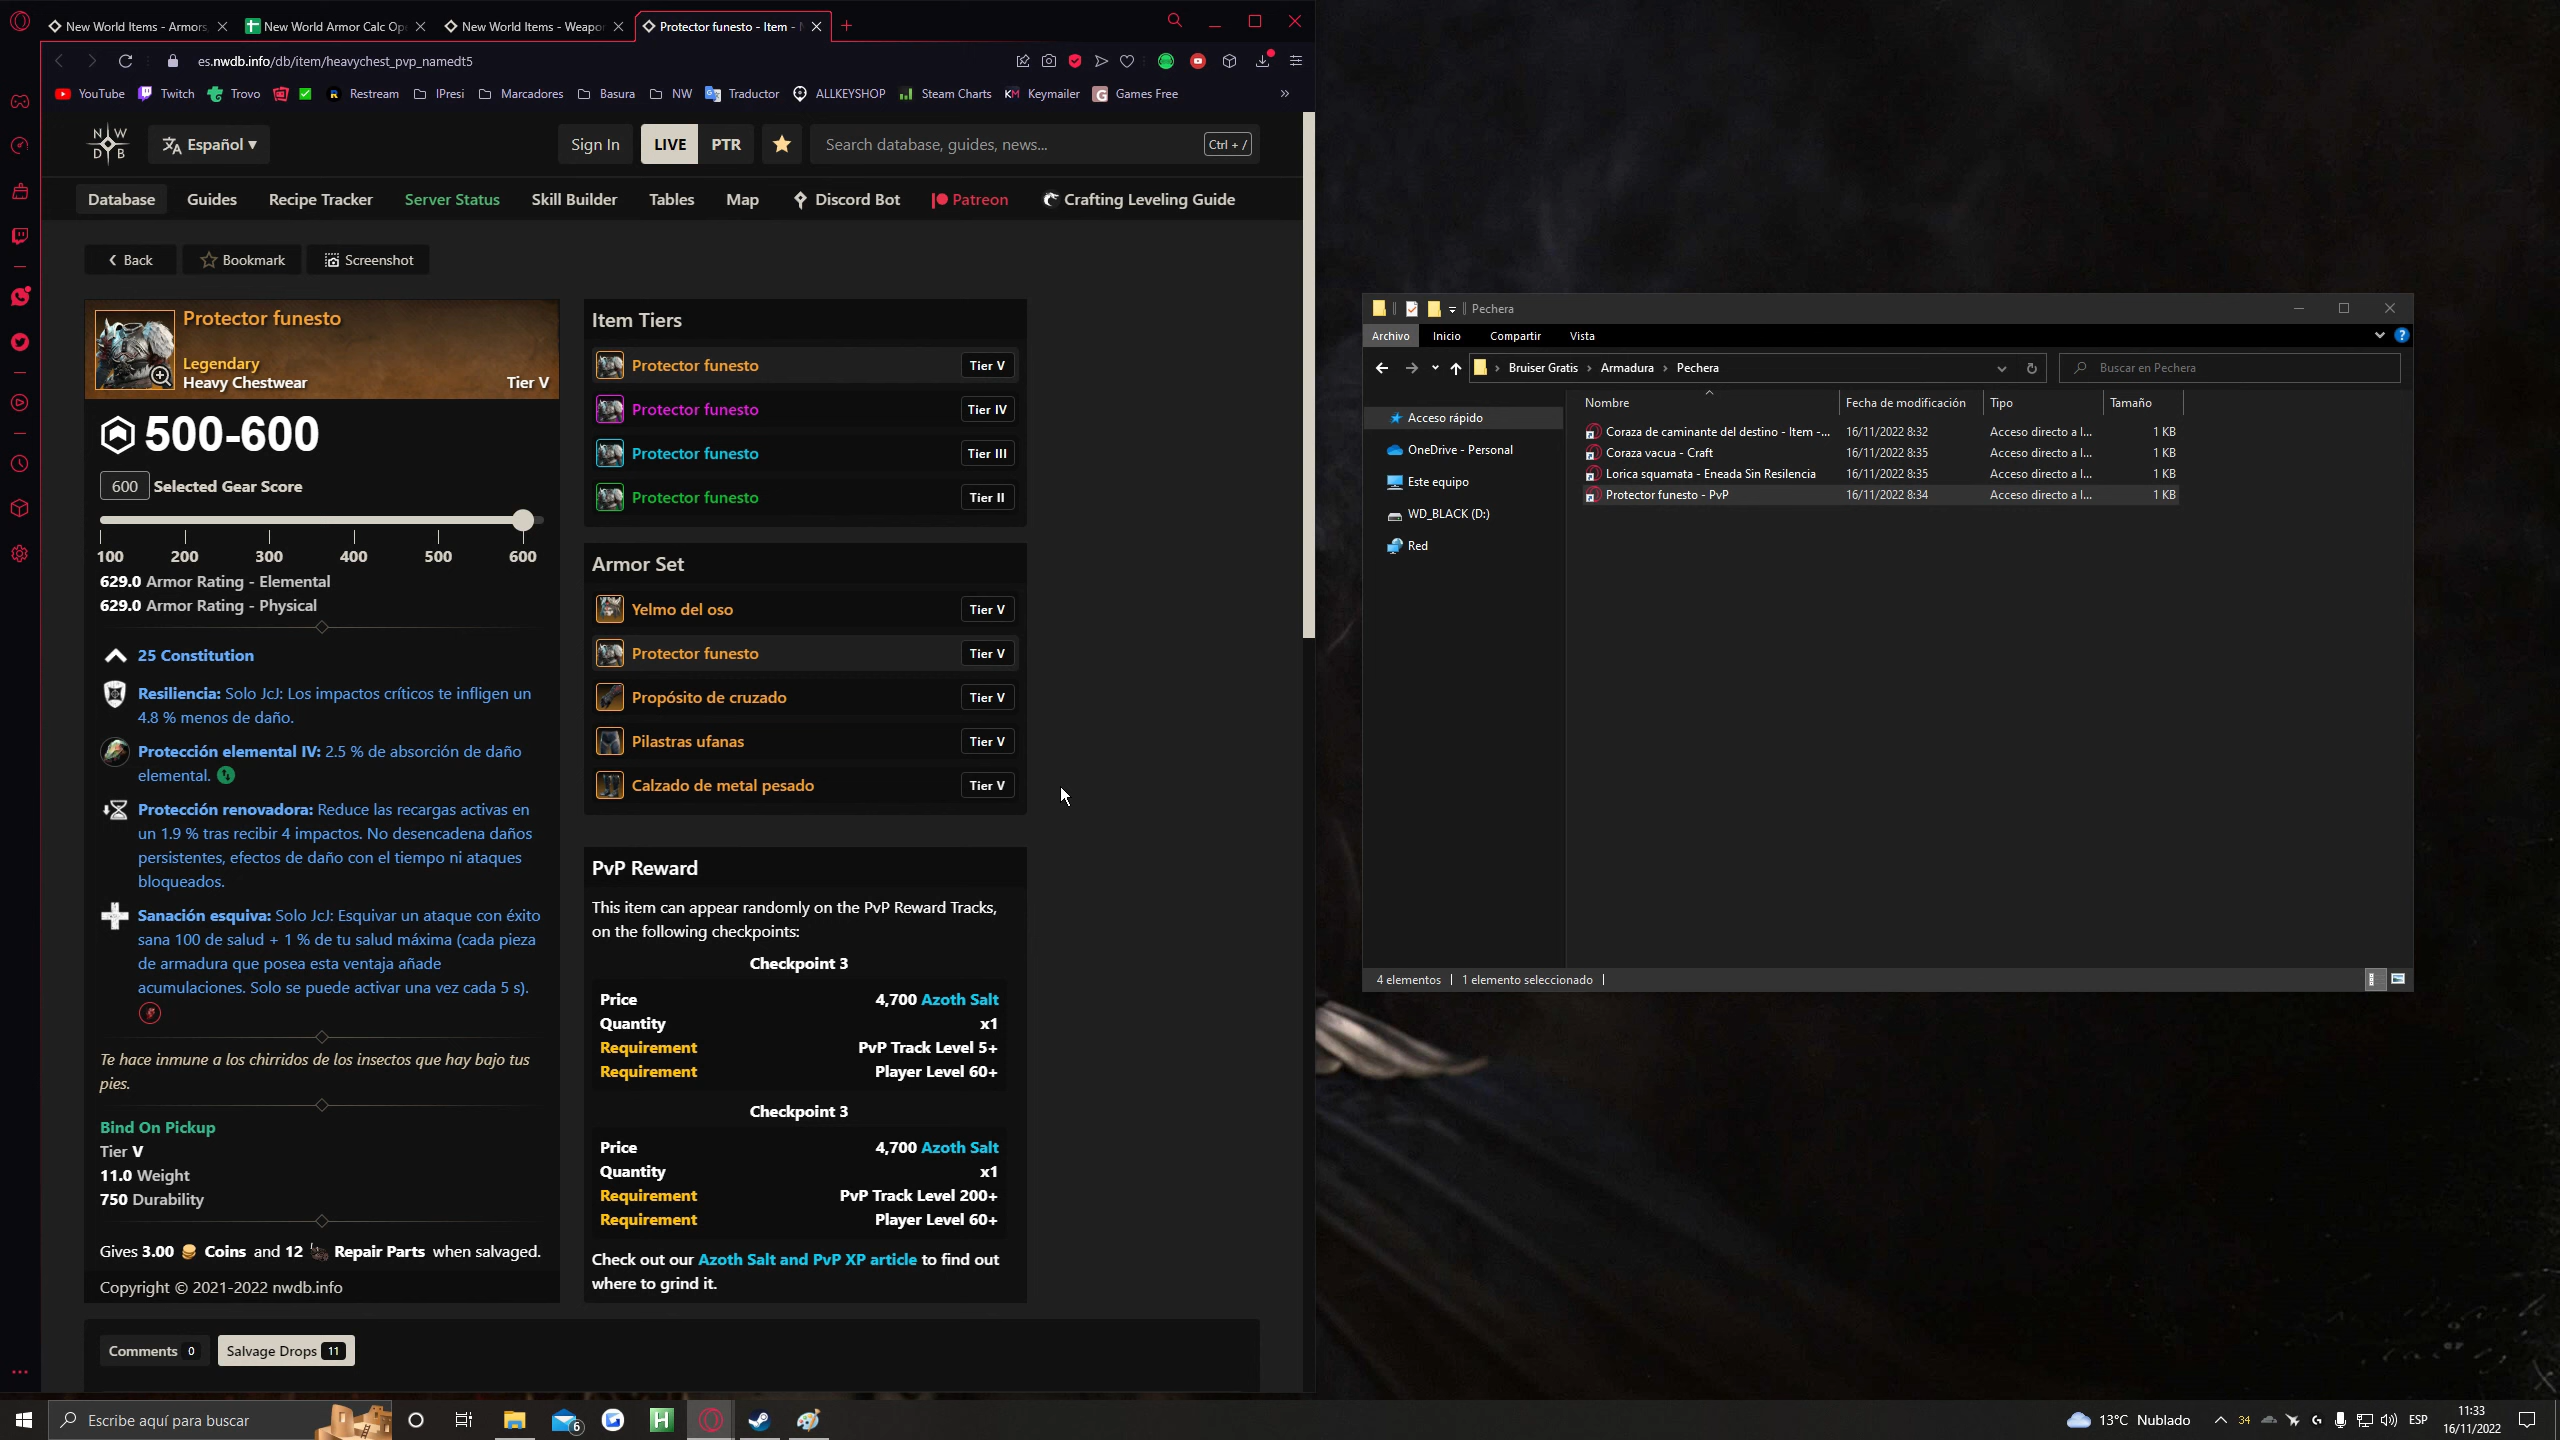 New World Items - Armors,
New World Armor Calc Op
New World Items - Weapo
Protector funesto - Item -
es.nwdb.info/db/item/heavychest_pvp_namedt5
YouTube Twitch Trovo Restream IPresi Marcadores Basura NW Traductor ALLKEYSHOP Steam Charts Keymailer Games Free »
N W D B
Español ▾
Sign In LIVE PTR
Search database, guides, news...
Ctrl + /
Database Guides Recipe Tracker Server Status Skill Builder Tables Map Discord Bot Patreon Crafting Leveling Guide
Back Bookmark Screenshot
Protector funesto
Legendary
Heavy Chestwear Tier V
500-600
600 Selected Gear Score
100 200 300 400 500 600
629.0 Armor Rating - Elemental
629.0 Armor Rating - Physical
25 Constitution
Resiliencia: Solo JcJ: Los impactos críticos te infligen un
4.8 % menos de daño.
Protección elemental IV: 2.5 % de absorción de daño
elemental.
Protección renovadora: Reduce las recargas activas en
un 1.9 % tras recibir 4 impactos. No desencadena daños
persistentes, efectos de daño con el tiempo ni ataques
bloqueados.
Sanación esquiva: Solo JcJ: Esquivar un ataque con éxito
sana 100 de salud + 1 % de tu salud máxima (cada pieza
de armadura que posea esta ventaja añade
acumulaciones. Solo se puede activar una vez cada 5 s).
Te hace inmune a los chirridos de los insectos que hay bajo tus
pies.
Bind On Pickup
Tier V
11.0 Weight
750 Durability
Gives 3.00 Coins and 12 Repair Parts when salvaged.
Copyright © 2021-2022 nwdb.info
Item Tiers
Protector funesto Tier V
Protector funesto Tier IV
Protector funesto Tier III
Protector funesto Tier II
Armor Set
Yelmo del oso Tier V
Protector funesto Tier V
Propósito de cruzado Tier V
Pilastras ufanas Tier V
Calzado de metal pesado Tier V
PvP Reward
This item can appear randomly on the PvP Reward Tracks,
on the following checkpoints:
Checkpoint 3
Price 4,700 Azoth Salt
Quantity x1
Requirement PvP Track Level 5+
Requirement Player Level 60+
Checkpoint 3
Price 4,700 Azoth Salt
Quantity x1
Requirement PvP Track Level 200+
Requirement Player Level 60+
Check out our Azoth Salt and PvP XP article to find out
where to grind it.
Comments 0 Salvage Drops 11
Pechera
Archivo Inicio Compartir Vista
Bruiser Gratis › Armadura › Pechera
Buscar en Pechera
Nombre Fecha de modificación Tipo Tamaño
Acceso rápido
OneDrive - Personal
Este equipo
WD_BLACK (D:)
Red
Coraza de caminante del destino - Item -... 16/11/2022 8:32 Acceso directo a I... 1 KB
Coraza vacua - Craft 16/11/2022 8:35 Acceso directo a I... 1 KB
Lorica squamata - Eneada Sin Resilencia 16/11/2022 8:35 Acceso directo a I... 1 KB
Protector funesto - PvP 16/11/2022 8:34 Acceso directo a I... 1 KB
4 elementos 1 elemento seleccionado
Escribe aquí para buscar
6
H
13°C Nublado
34
ESP
11:33
16/11/2022